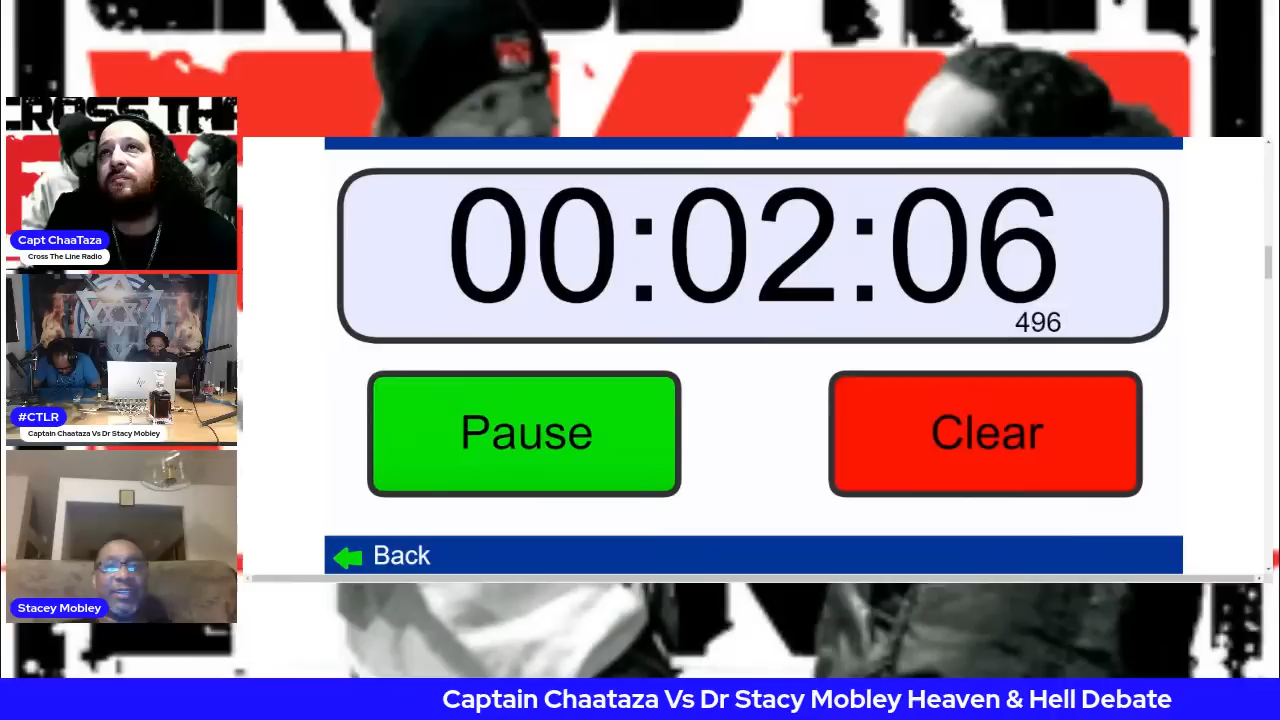 CROSS THE
Capt ChaaTaza
Cross The Line Radio
#CTLR
Captain Chaataza Vs Dr Stacy Mobley
Stacey Mobley
00:02:06
496
Pause
Clear
Back
Captain Chaataza Vs Dr Stacy Mobley Heaven & Hell Debate